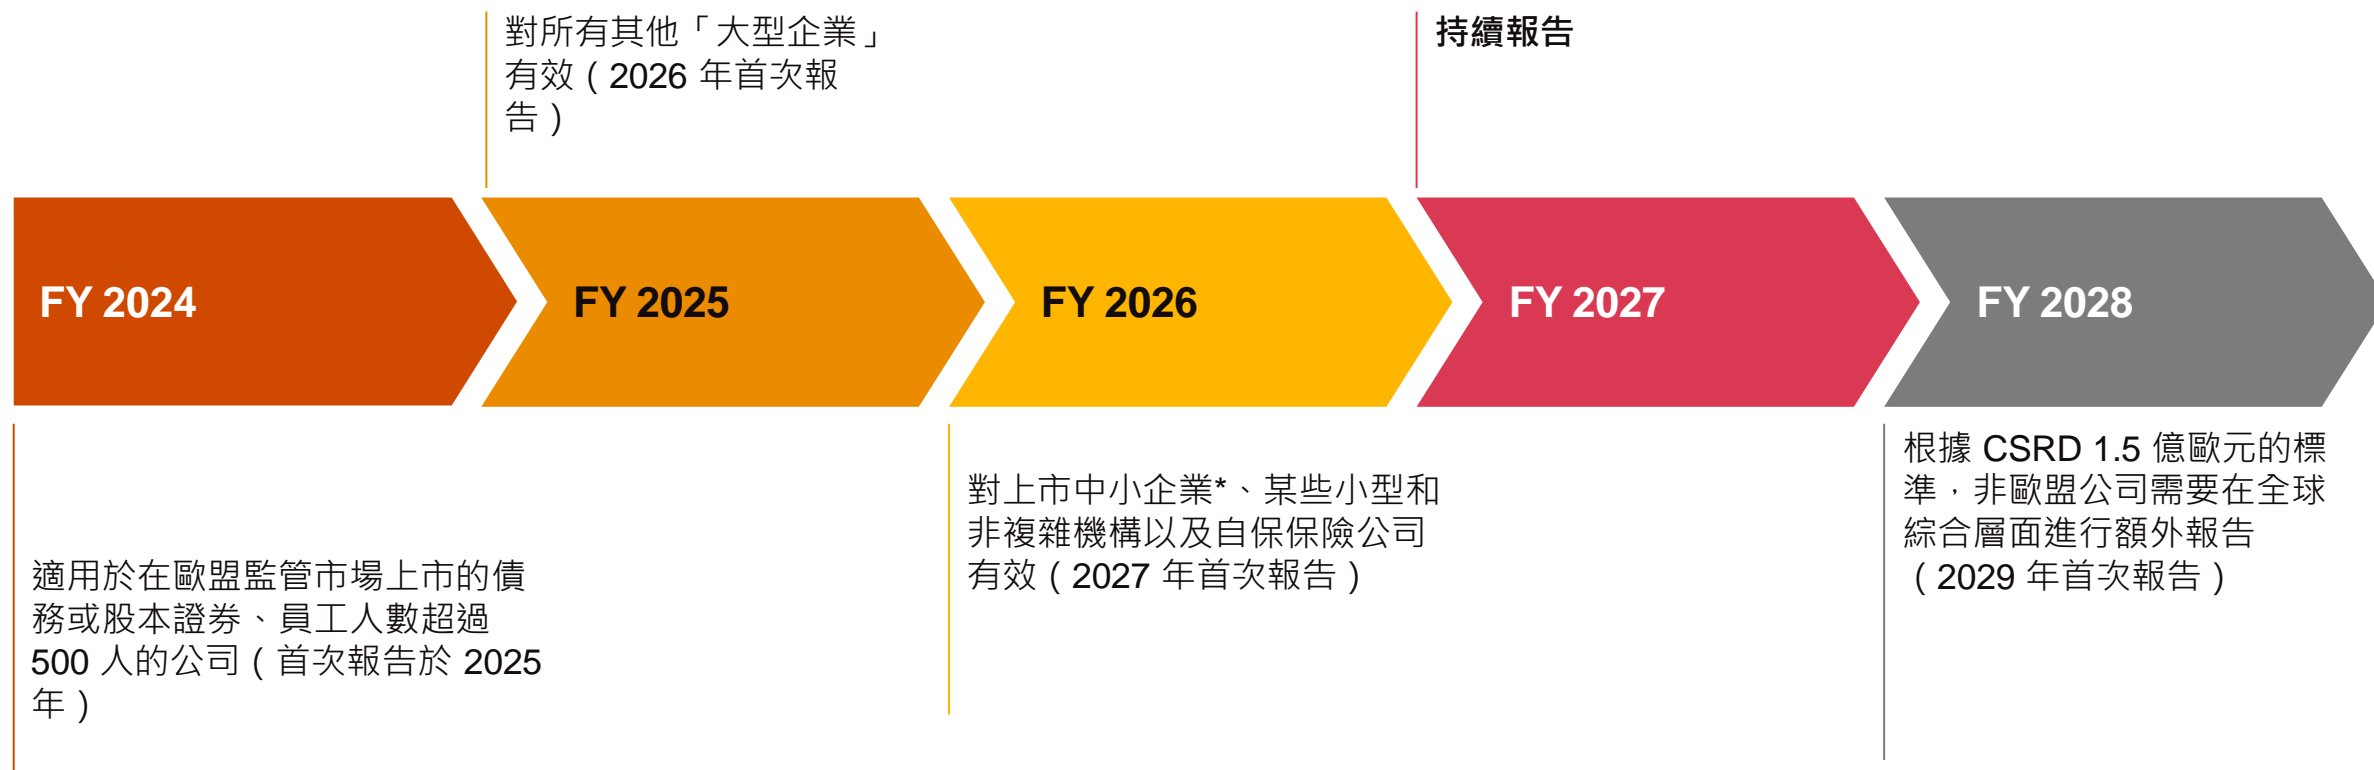 對所有其他「大型企業」
有效（2026 年首次報
告）
持續報告
FY 2024
FY 2025
FY 2026
FY 2027
FY 2028
適用於在歐盟監管市場上市的債
務或股本證券、員工人數超過
500 人的公司（首次報告於 2025
年）
對上市中小企業*、某些小型和
非複雜機構以及自保保險公司
有效（2027 年首次報告）
根據 CSRD 1.5 億歐元的標
準，非歐盟公司需要在全球
綜合層面進行額外報告
（2029 年首次報告）